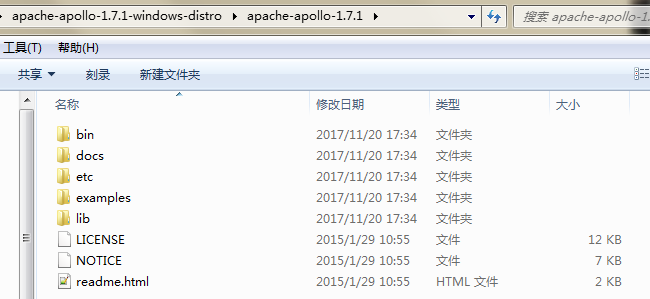 apache-apollo-1.7.1-windows-distro ▸ apache-apollo-1.7.1 ▸ 搜索 apache-apollo-1.
工具(T) 帮助(H)
共享 刻录 新建文件夹
名称 修改日期 类型 大小
bin 2017/11/20 17:34 文件夹
docs 2017/11/20 17:34 文件夹
etc 2017/11/20 17:34 文件夹
examples 2017/11/20 17:34 文件夹
lib 2017/11/20 17:34 文件夹
LICENSE 2015/1/29 10:55 文件 12 KB
NOTICE 2015/1/29 10:55 文件 7 KB
readme.html 2015/1/29 10:55 HTML 文件 2 KB